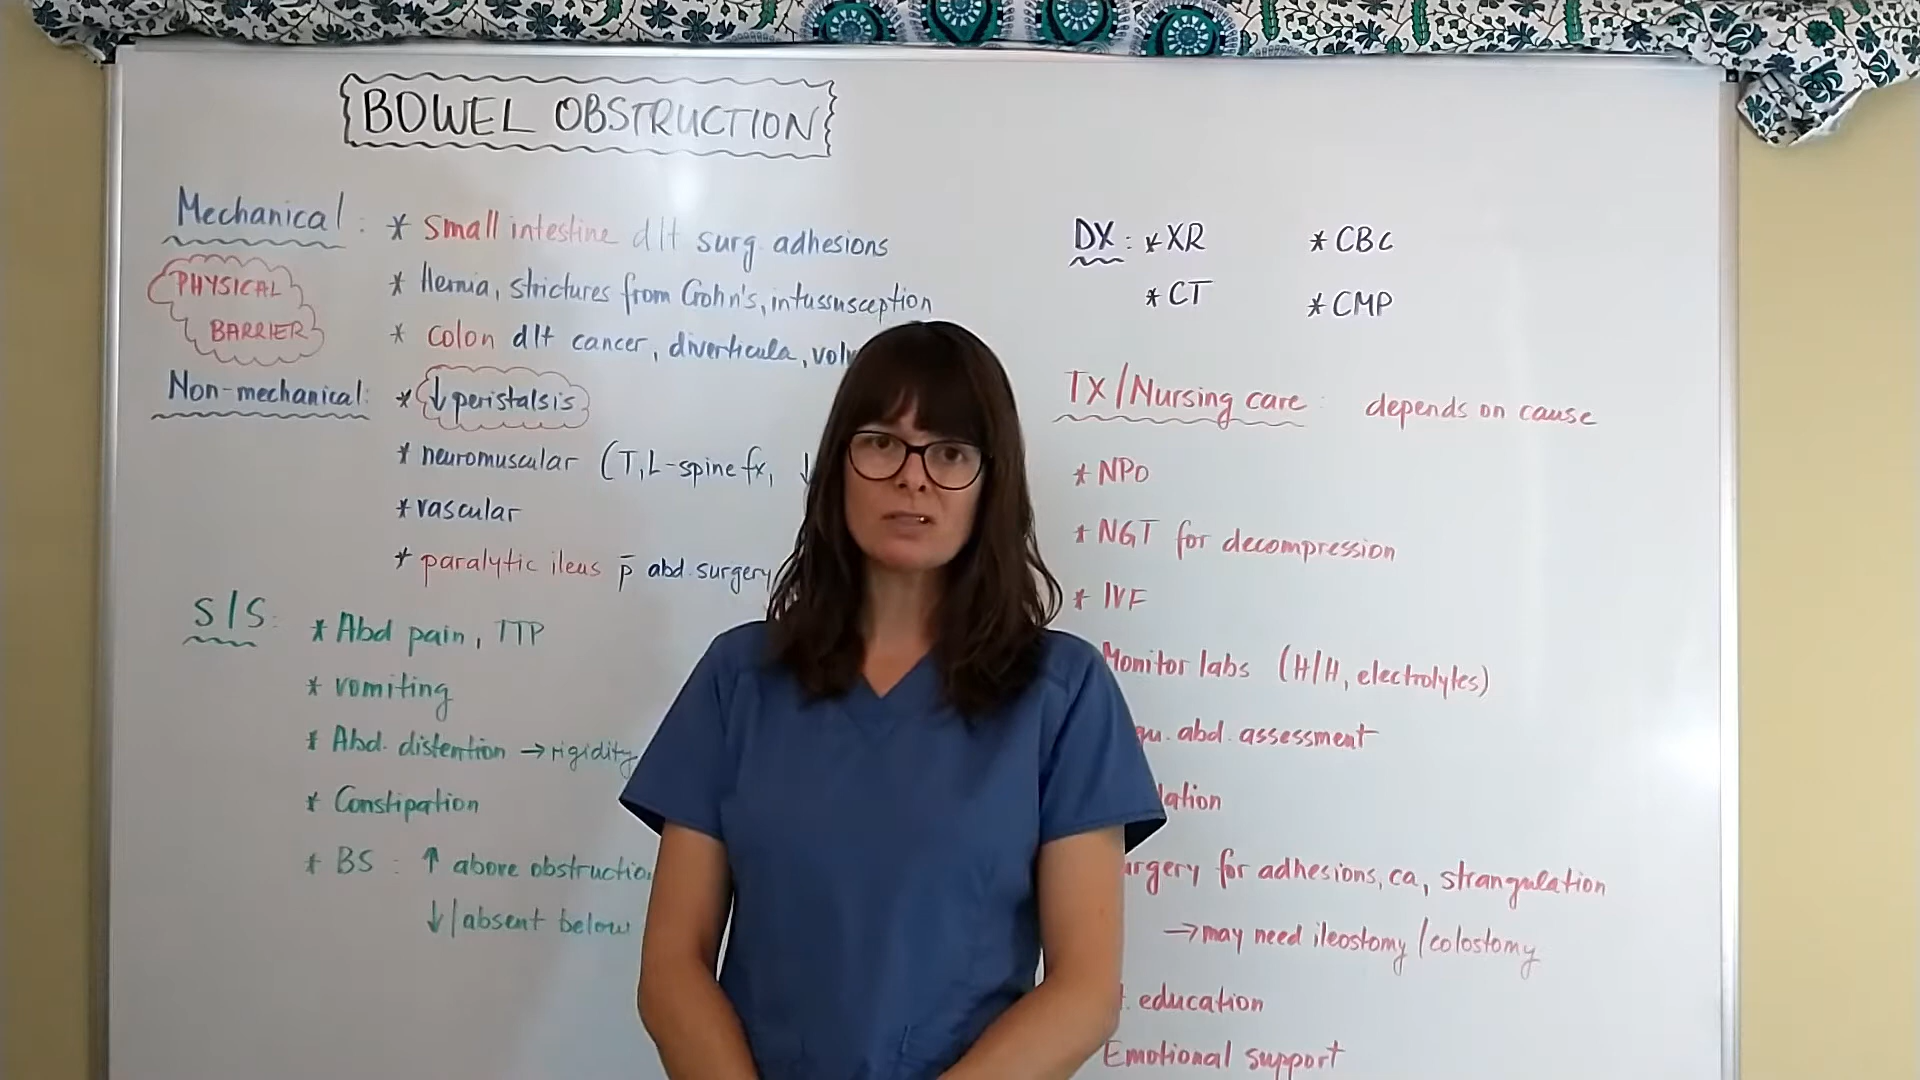 BOWEL OBSTRUCTION
Mechanical: * small intestine d/t surg. adhesions
PHYSICAL
BARRIER
* Hernia, strictures from Crohn's, intussusception
* colon d/t cancer, diverticula,
Non-mechanical: * ↓ peristalsis
* neuromuscular (T, L-spine fx, ↓
* vascular
* paralytic ileus p̄ abd. surgery
S/S: * Abd pain, TTP
* vomiting
* Abd. distention → rigidity
* Constipation
* BS: ↑ above obstruction
↓/absent below
DX: * XR * CBC
* CT * CMP
TX/Nursing care: depends on cause
* NPO
* NGT for decompression
* IVF
Monitor labs (H/H, electrolytes)
abd. assessment
for adhesions, ca, strangulation
→ may need ileostomy/colostomy
education
Emotional support